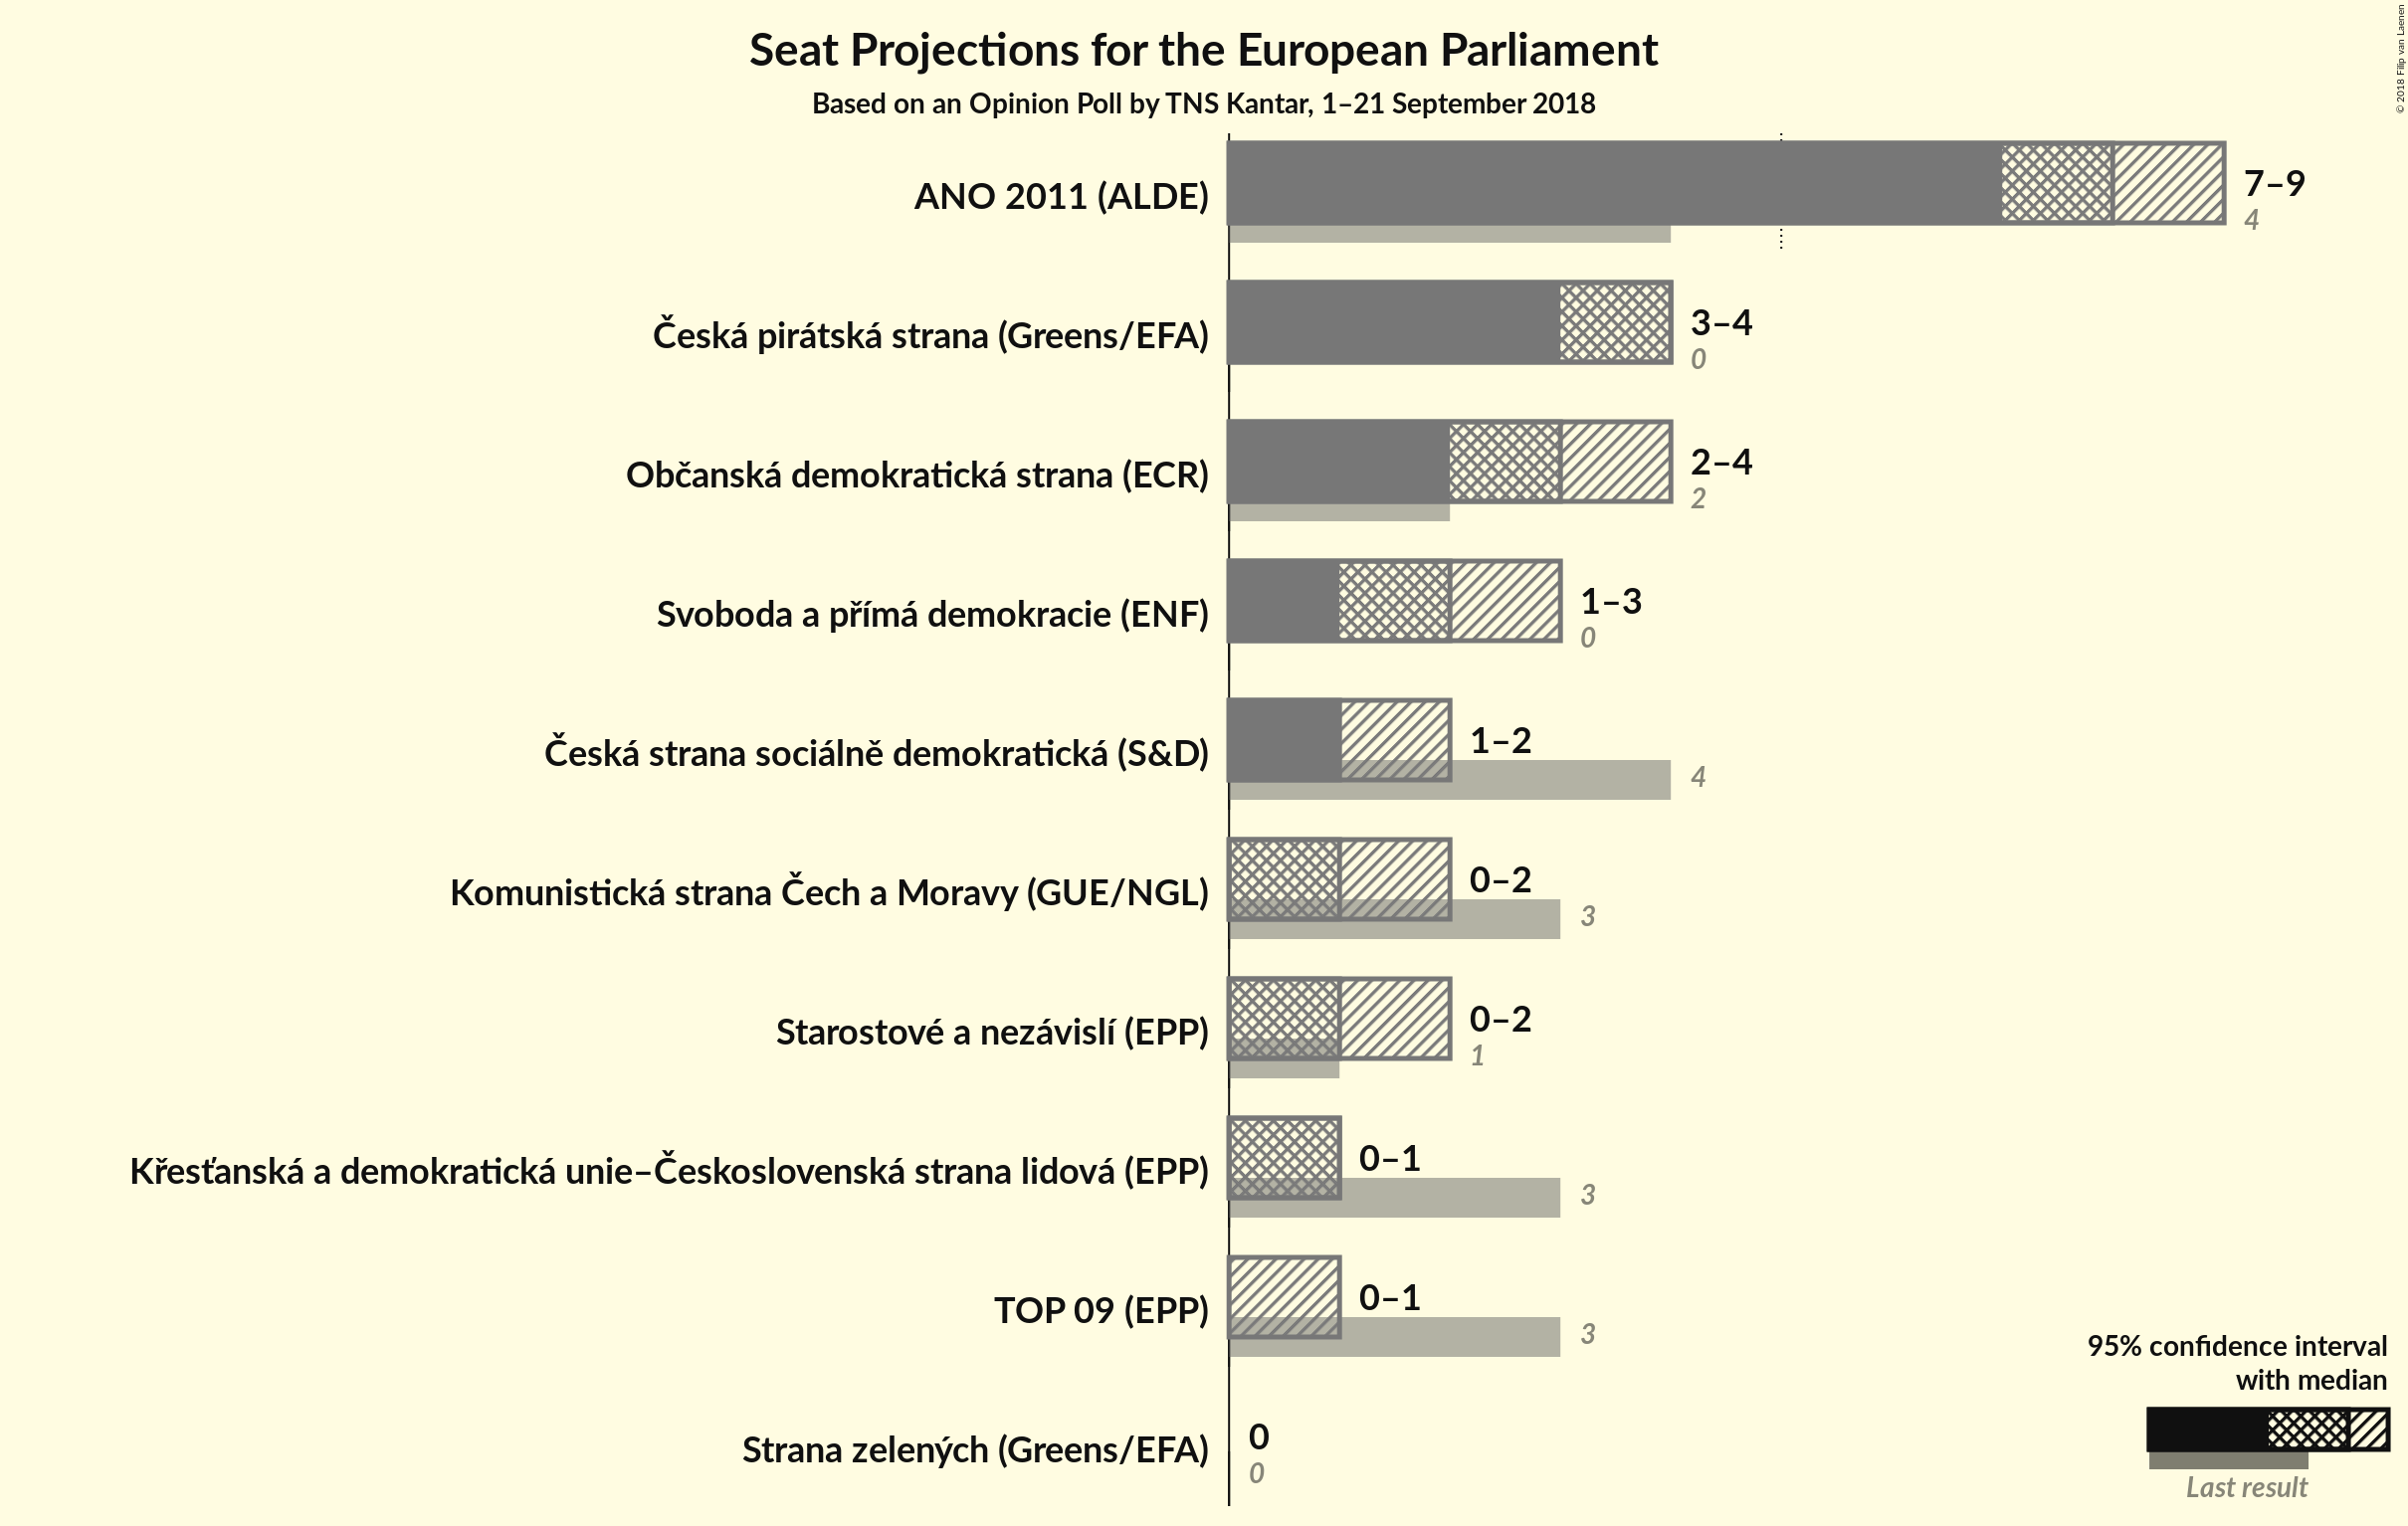 Seat Projections for the European Parliament
Based on an Opinion Poll by TNS Kantar, 1–21 September 2018
© 2018 Filip van Laenen
ANO 2011 (ALDE)
7–9
4
Česká pirátská strana (Greens/EFA)
3–4
0
Občanská demokratická strana (ECR)
2–4
2
Svoboda a přímá demokracie (ENF)
1–3
0
Česká strana sociálně demokratická (S&D)
1–2
4
Komunistická strana Čech a Moravy (GUE/NGL)
0–2
3
Starostové a nezávislí (EPP)
0–2
1
Křesťanská a demokratická unie–Československá strana lidová (EPP)
0–1
3
TOP 09 (EPP)
0–1
3
Strana zelených (Greens/EFA)
0
0
95% confidence interval
with median
Last result